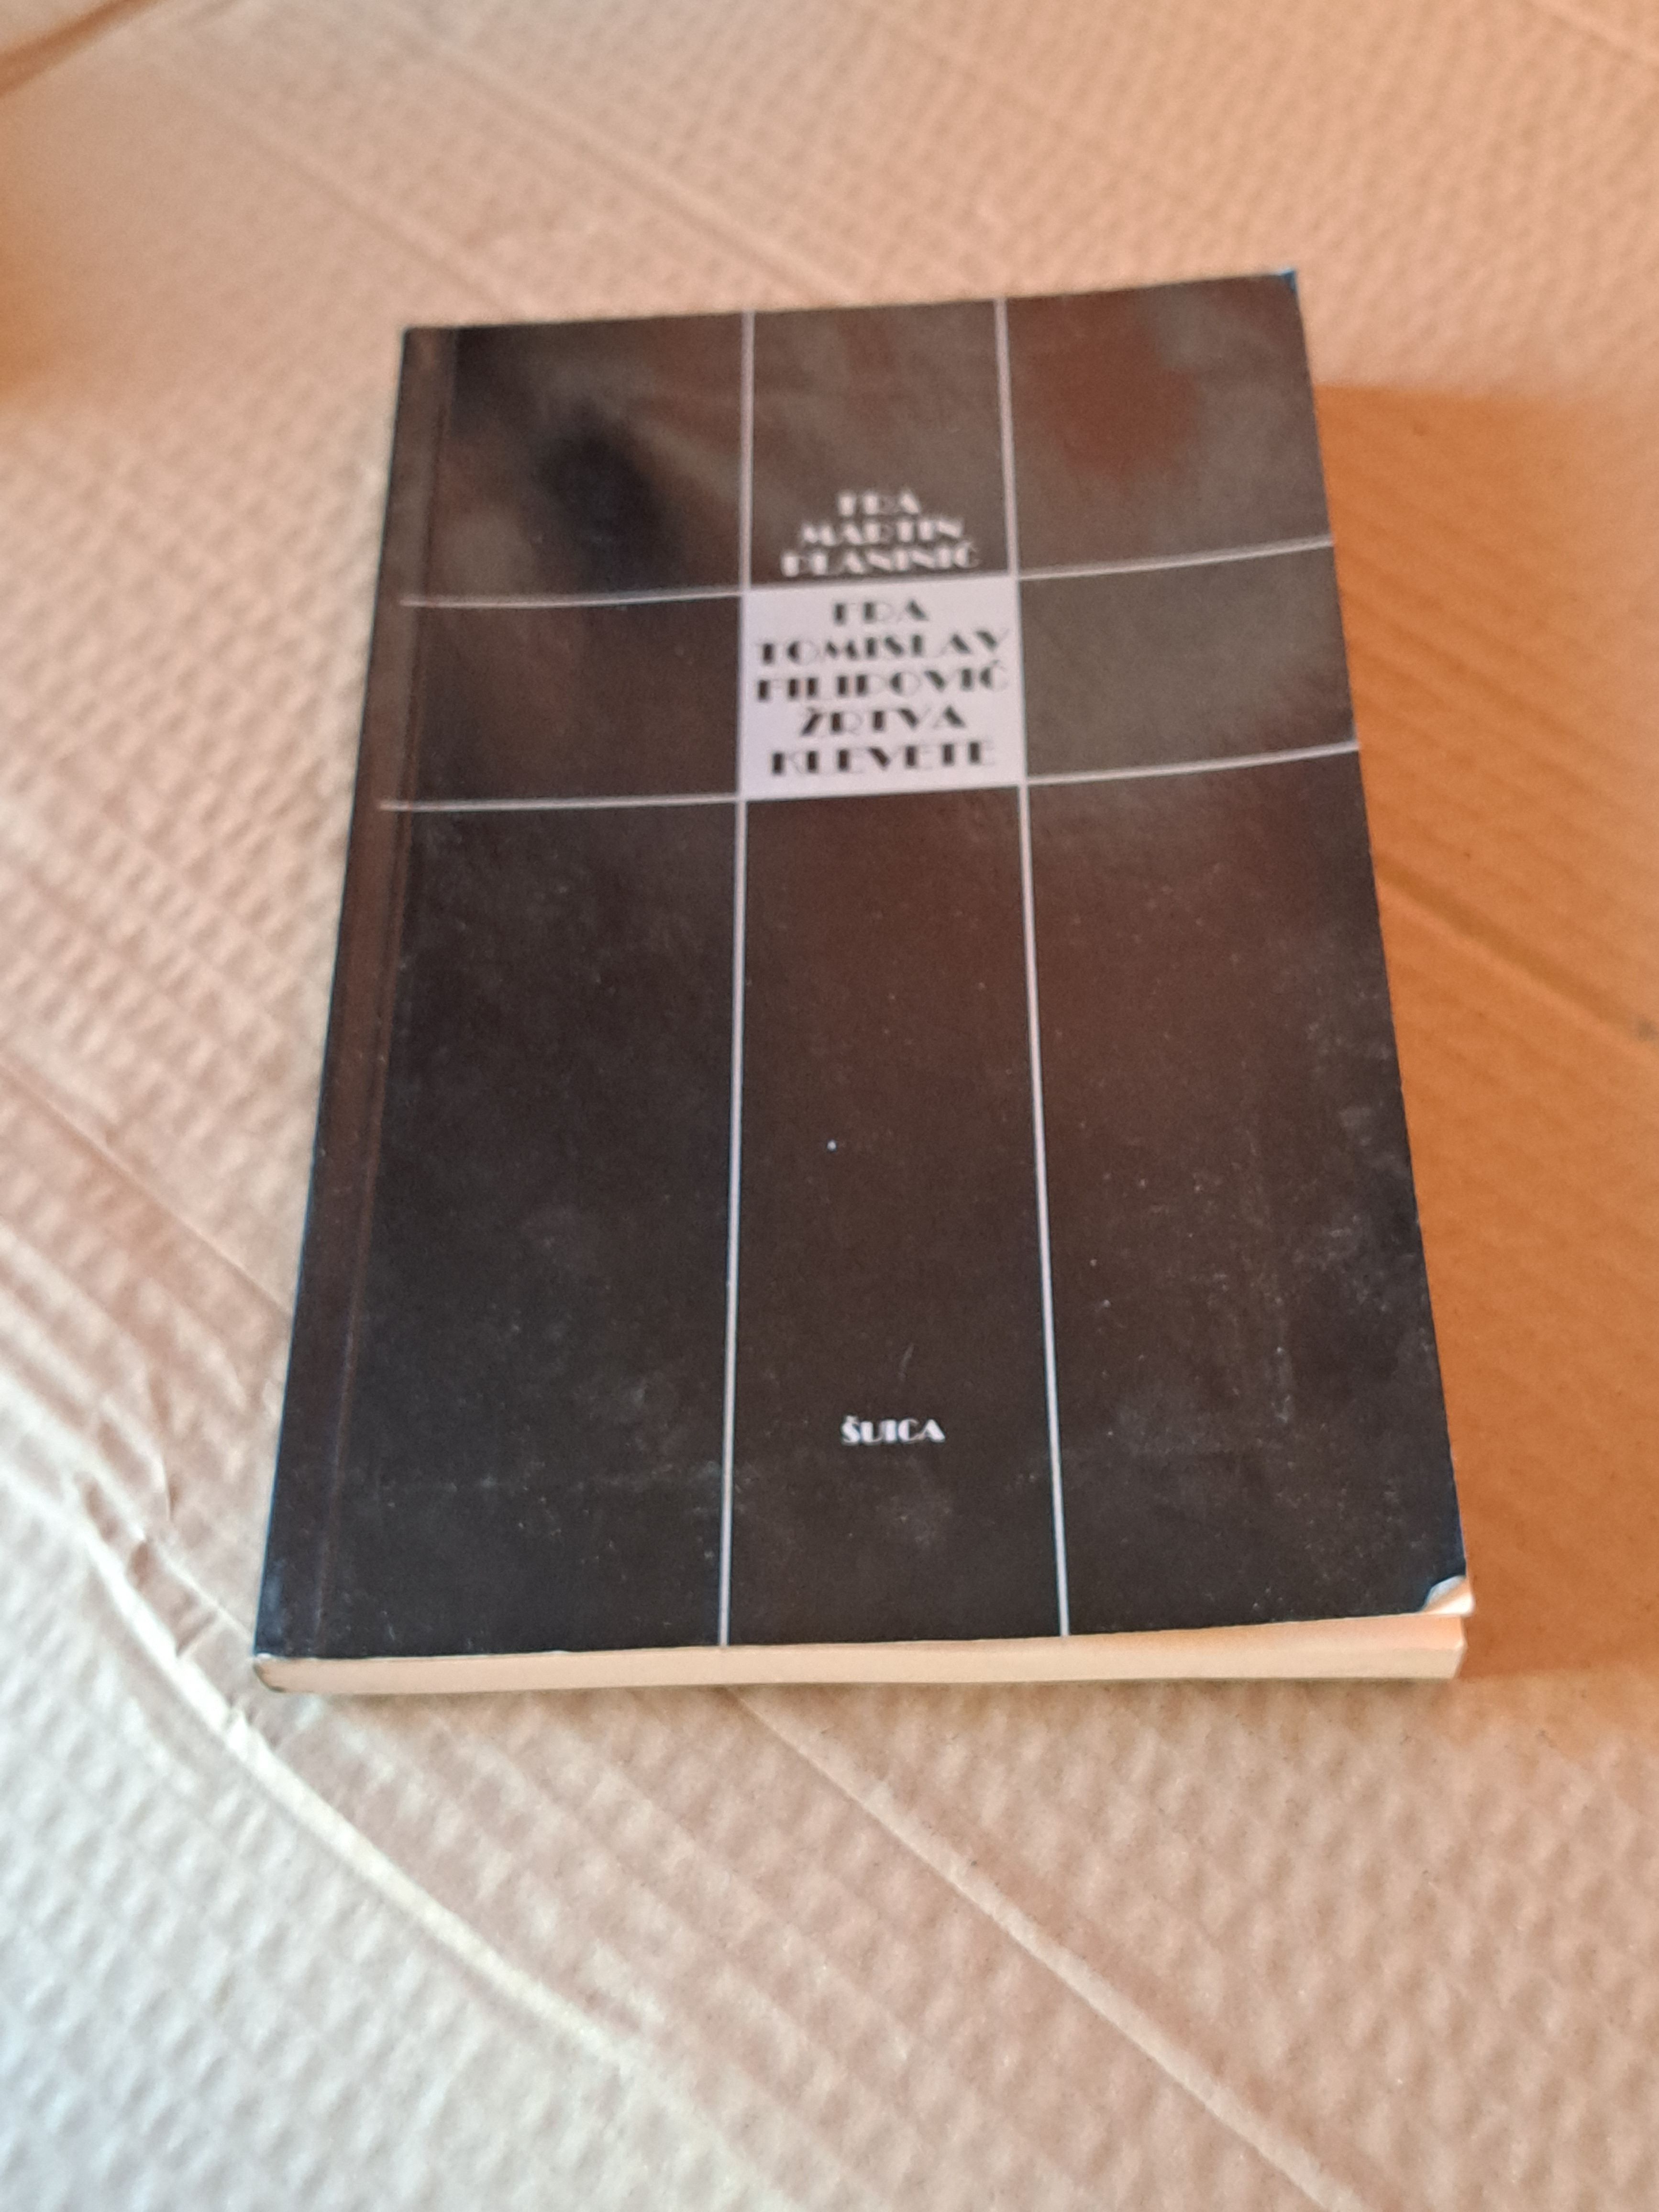 FRA
MARTIN
PLANINIĆ
FRA
TOMISLAV
FILIPOVIĆ
ŽRTVA
KLEVETE
ŠUICA